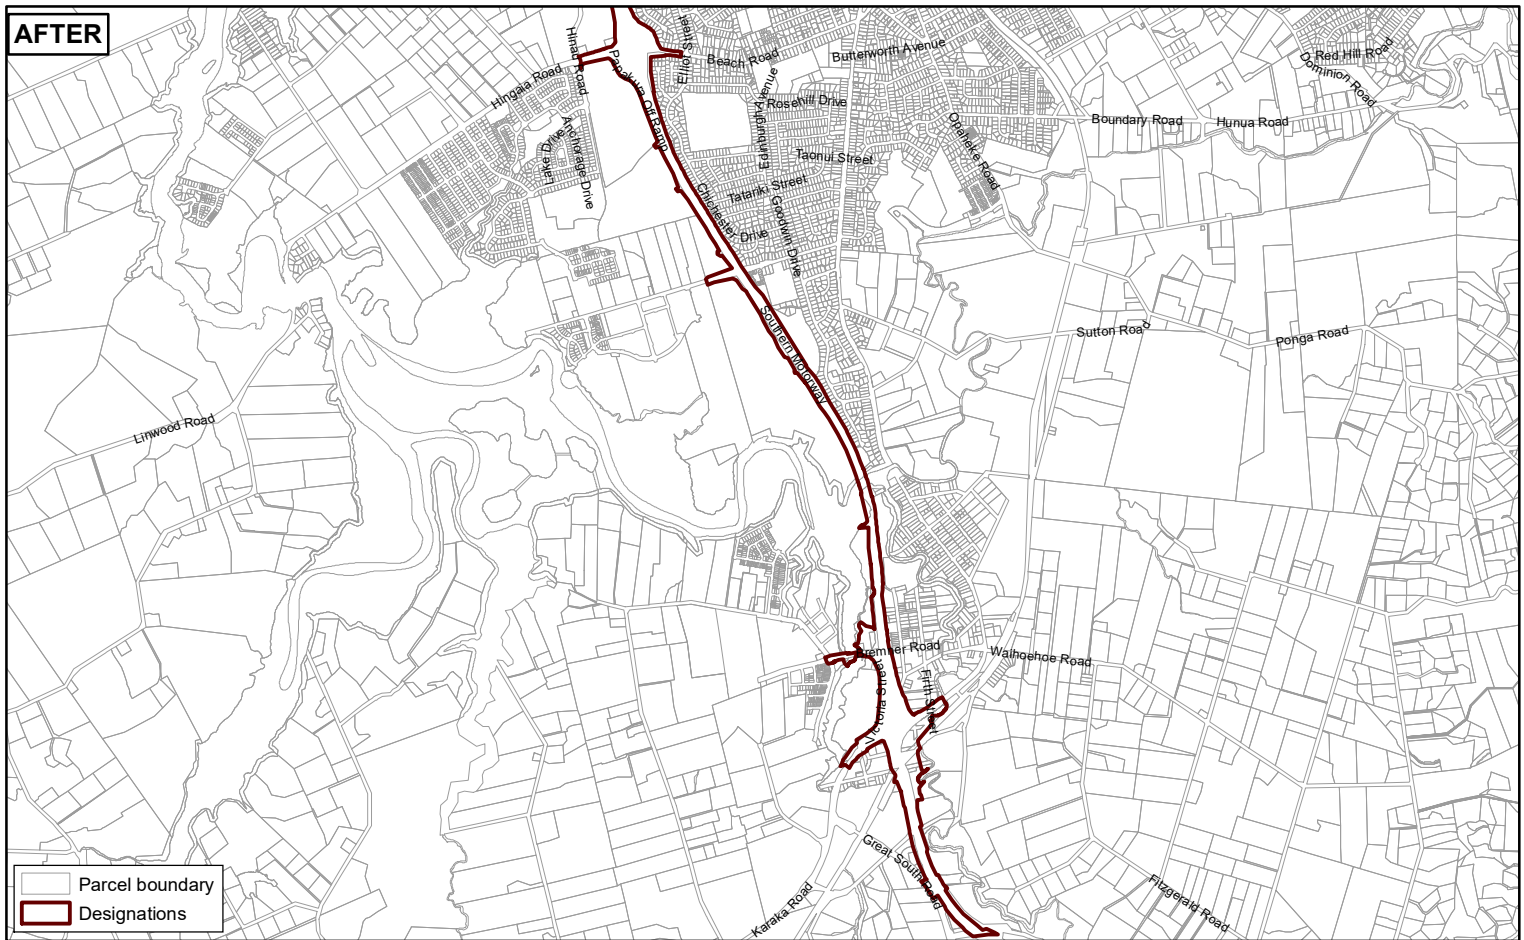 AFTER
Hinau Road
Papakura Off Ramp
Elliot Street
Beach Road
Butterworth Avenue
Red Hill Road
Dominion Road
Hingaia Road
Anchorage Drive
Lake Drive
Edinburgh Avenue
Rosehill Drive
Opaheke Road
Boundary Road
Hunua Road
Taonui Street
Tatariki Street
Chichester Drive
Goodwin Drive
Southern Motorway
Sutton Road
Ponga Road
Linwood Road
Bremner Road
Waihoehoe Road
Victoria Street
Firth Street
Great South Road
Karaka Road
Fitzgerald Road
Parcel boundary
Designations